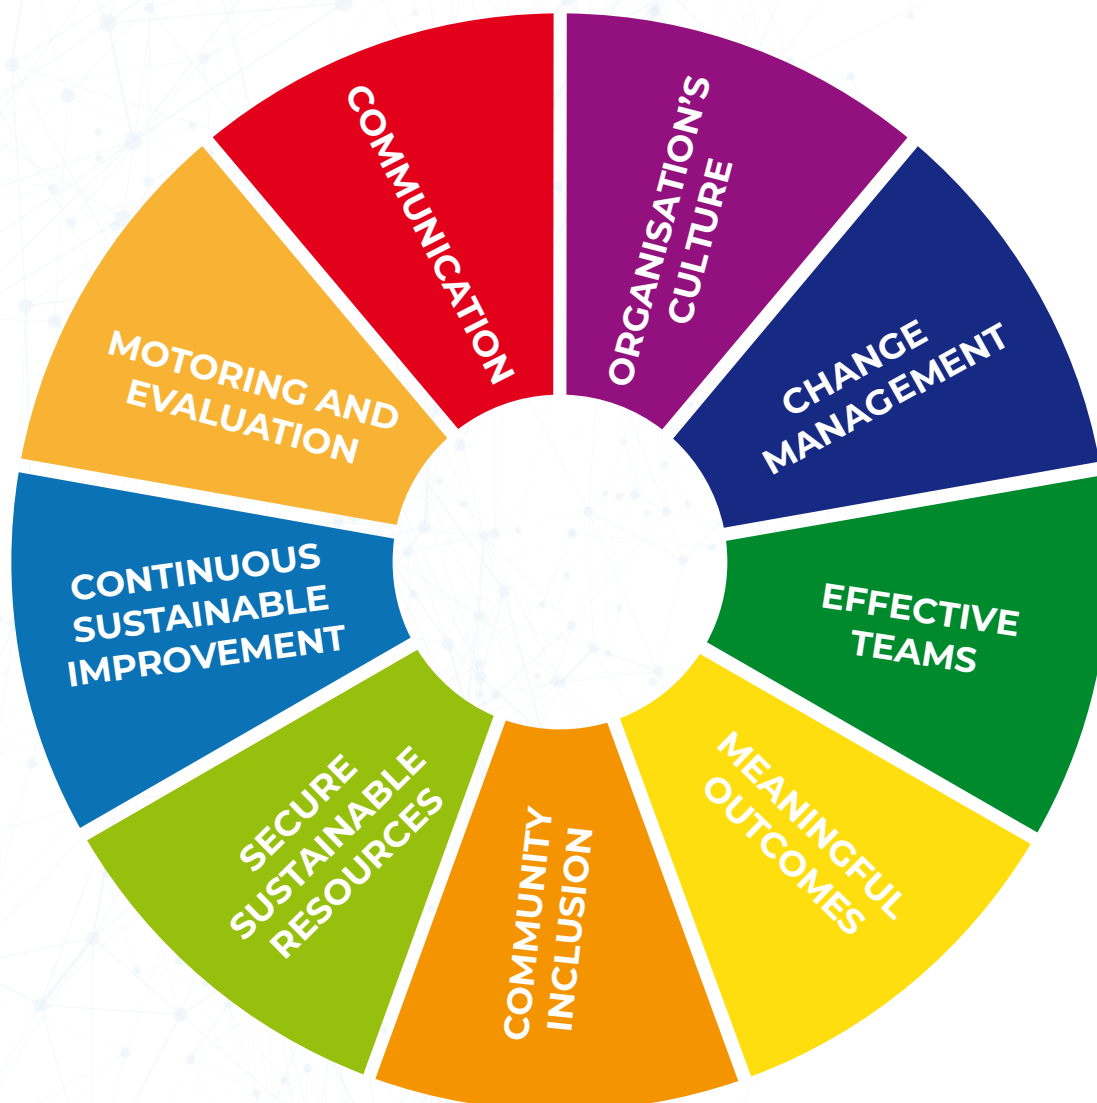 ORGANISATION'S
CULTURE
CHANGE
MANAGEMENT
EFFECTIVE
TEAMS
MEANINGFUL
OUTCOMES
COMMUNITY
INCLUSION
SECURE
SUSTAINABLE
RESOURCES
CONTINUOUS
SUSTAINABLE
IMPROVEMENT
MOTORING AND
EVALUATION
COMMUNICATION